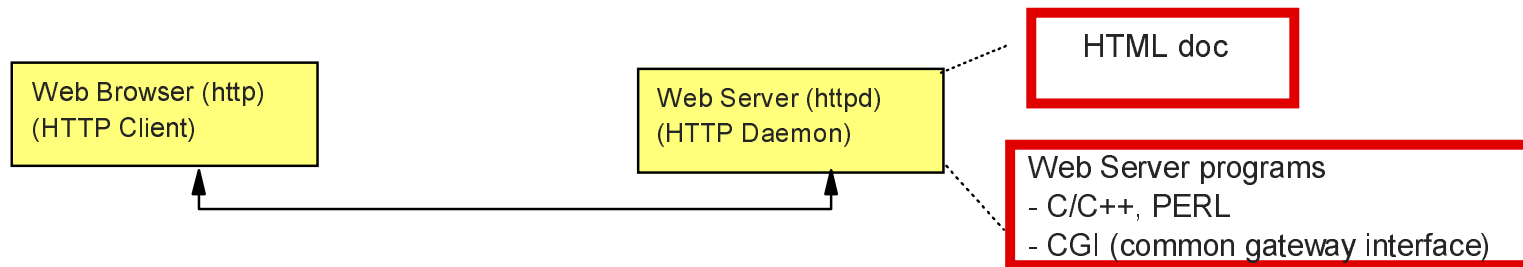 Web Browser (http)
(HTTP Client)
Web Server (httpd)
(HTTP Daemon)
HTML doc
Web Server programs
- C/C++, PERL
- CGI (common gateway interface)